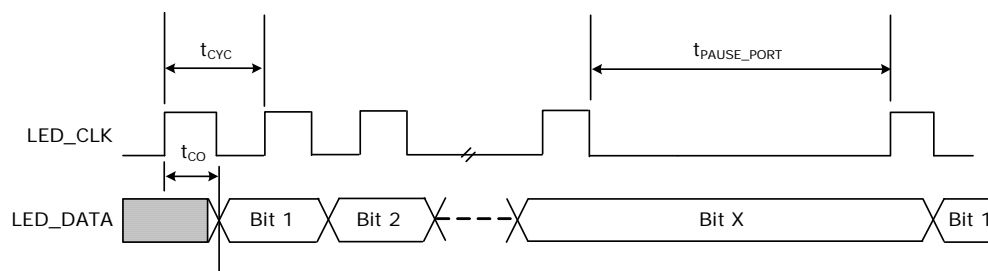 tCYC
tPAUSE_PORT
LED_CLK
tCO
LED_DATA
Bit 1
Bit 2
Bit X
Bit 1